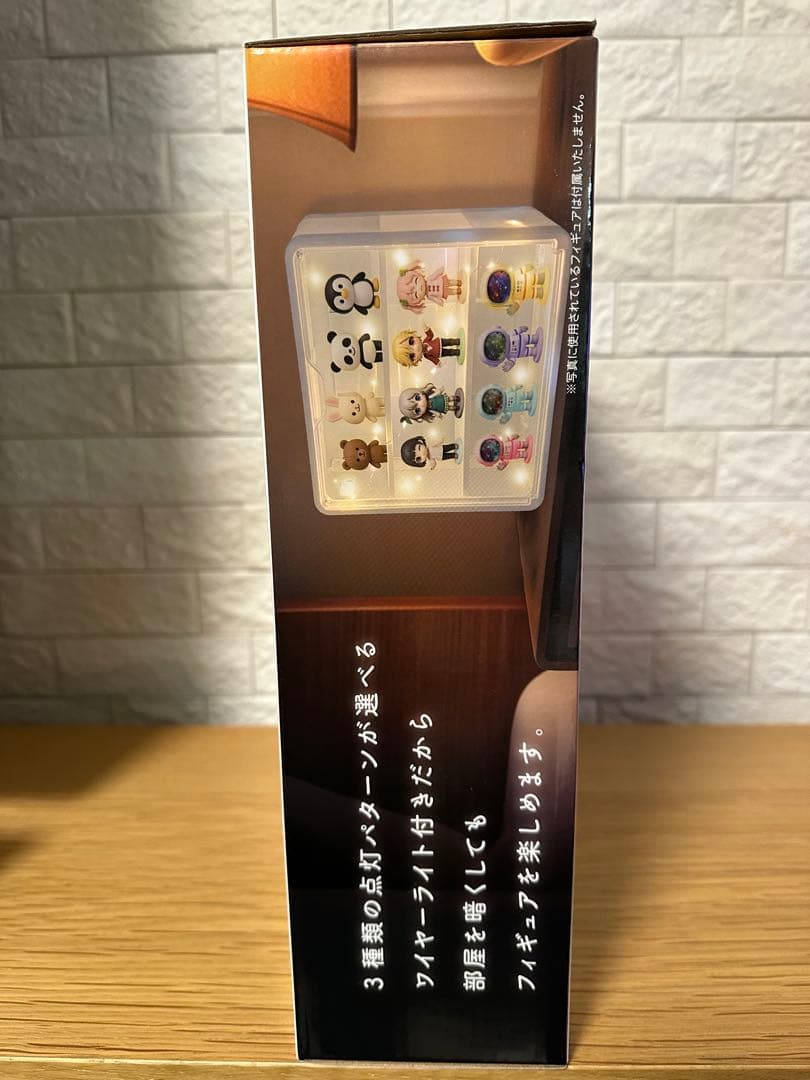 3種類の点灯パターンが選べる
ワイヤーライト付きだから
部屋を暗くしても
フィギュアを楽しめます。
※写真に使用されているフィギュアは付属いたしません。